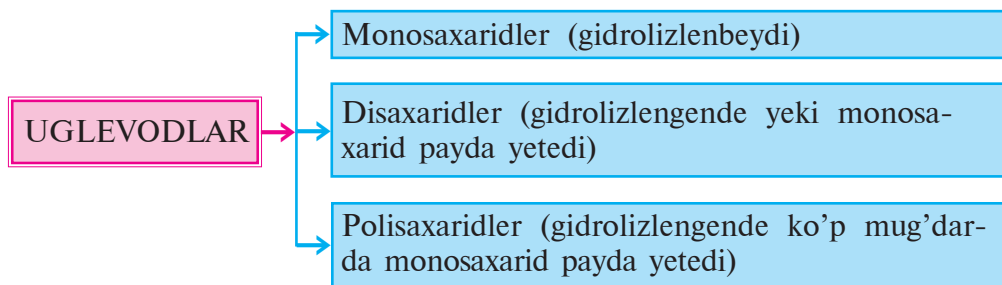 UGLEVODLAR
Monosaxaridler (gidrolizlenbeydi)
Disaxaridler (gidrolizlengende yeki monosa-
xarid payda yetedi)
Polisaxaridler (gidrolizlengende ko’p mug’dar-
da monosaxarid payda yetedi)